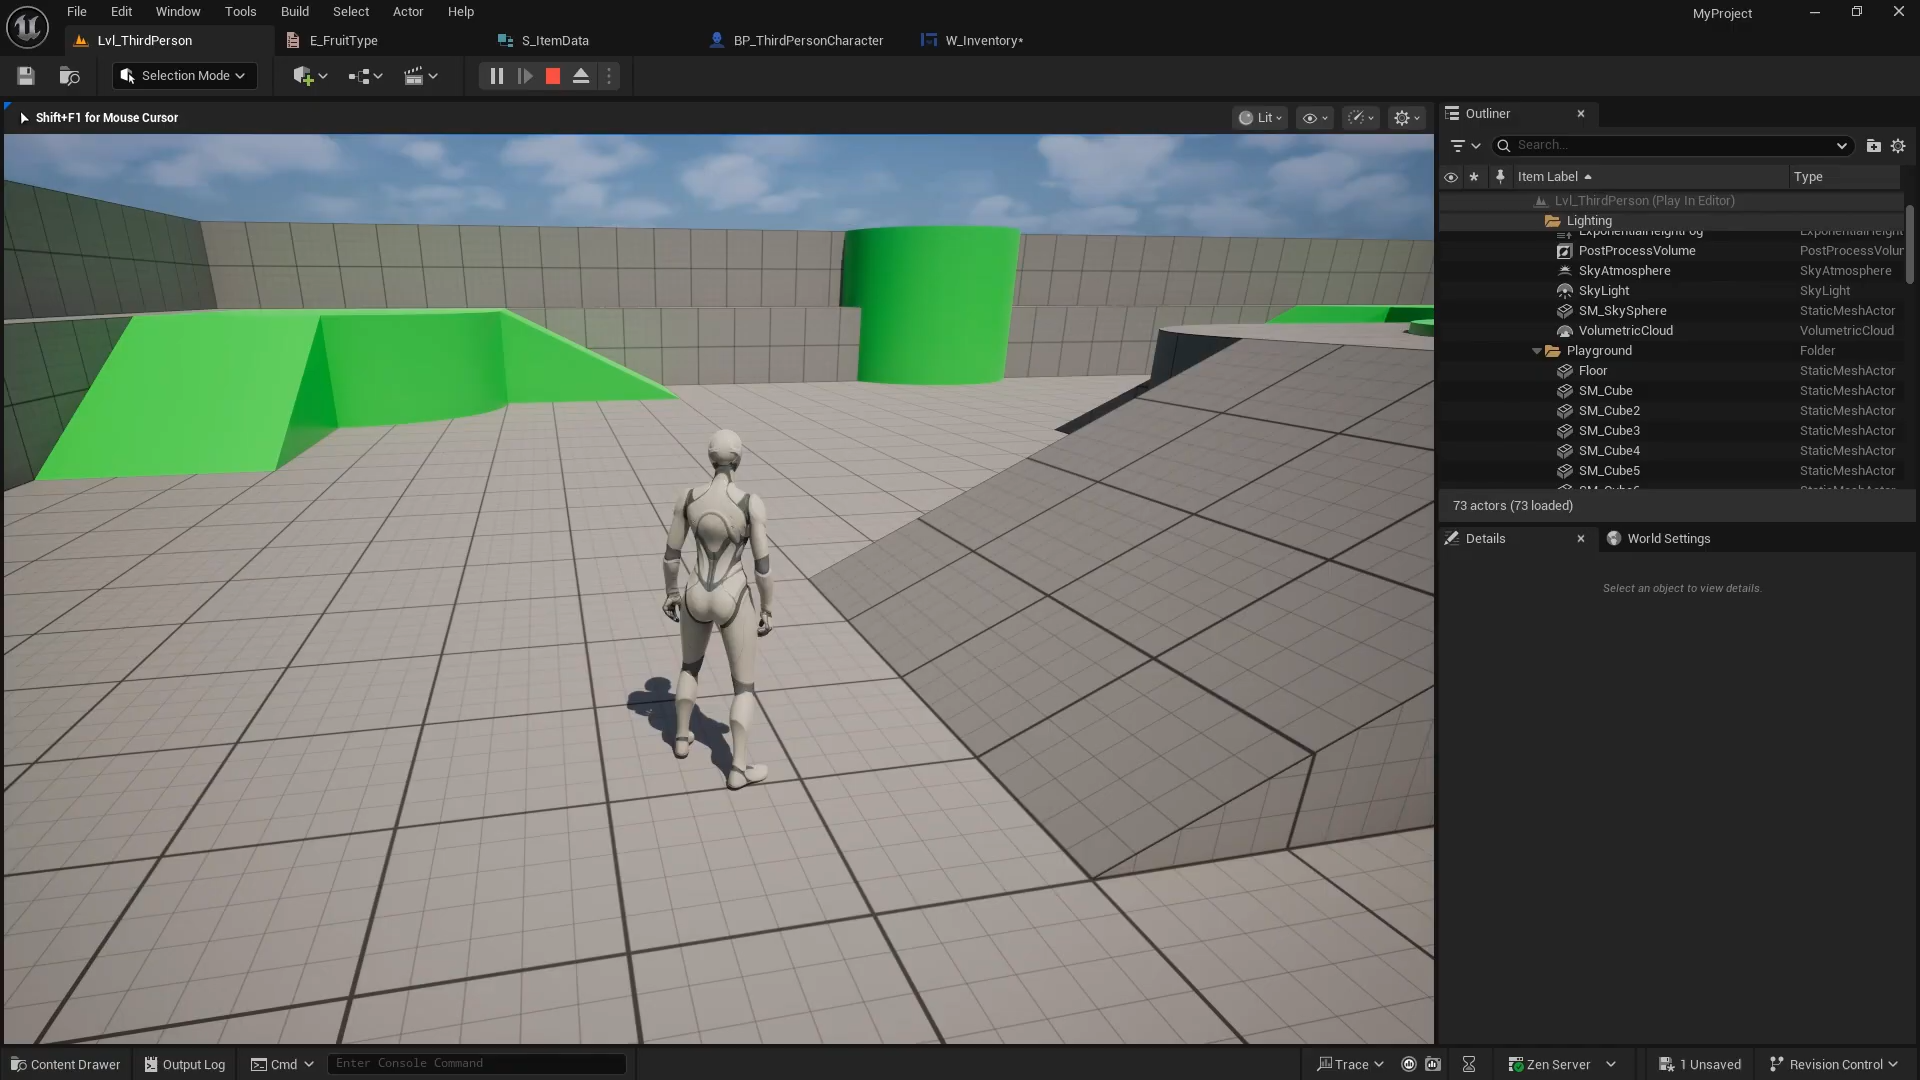 File Edit Window Tools Build Select Actor Help
MyProject
Lvl_ThirdPerson E_FruitType S_ItemData BP_ThirdPersonCharacter W_Inventory*
Selection Mode
Shift+F1 for Mouse Cursor
Lit
Outliner
Search...
Item Label Type
Lvl_ThirdPerson (Play In Editor)
Lighting
ExponentialHeightFog ExponentialHeight
PostProcessVolume PostProcessVolur
SkyAtmosphere SkyAtmosphere
SkyLight SkyLight
SM_SkySphere StaticMeshActor
VolumetricCloud VolumetricCloud
Playground Folder
Floor StaticMeshActor
SM_Cube StaticMeshActor
SM_Cube2 StaticMeshActor
SM_Cube3 StaticMeshActor
SM_Cube4 StaticMeshActor
SM_Cube5 StaticMeshActor
73 actors (73 loaded)
Details World Settings
Select an object to view details.
Content Drawer Output Log Cmd Enter Console Command Trace Zen Server 1 Unsaved Revision Control